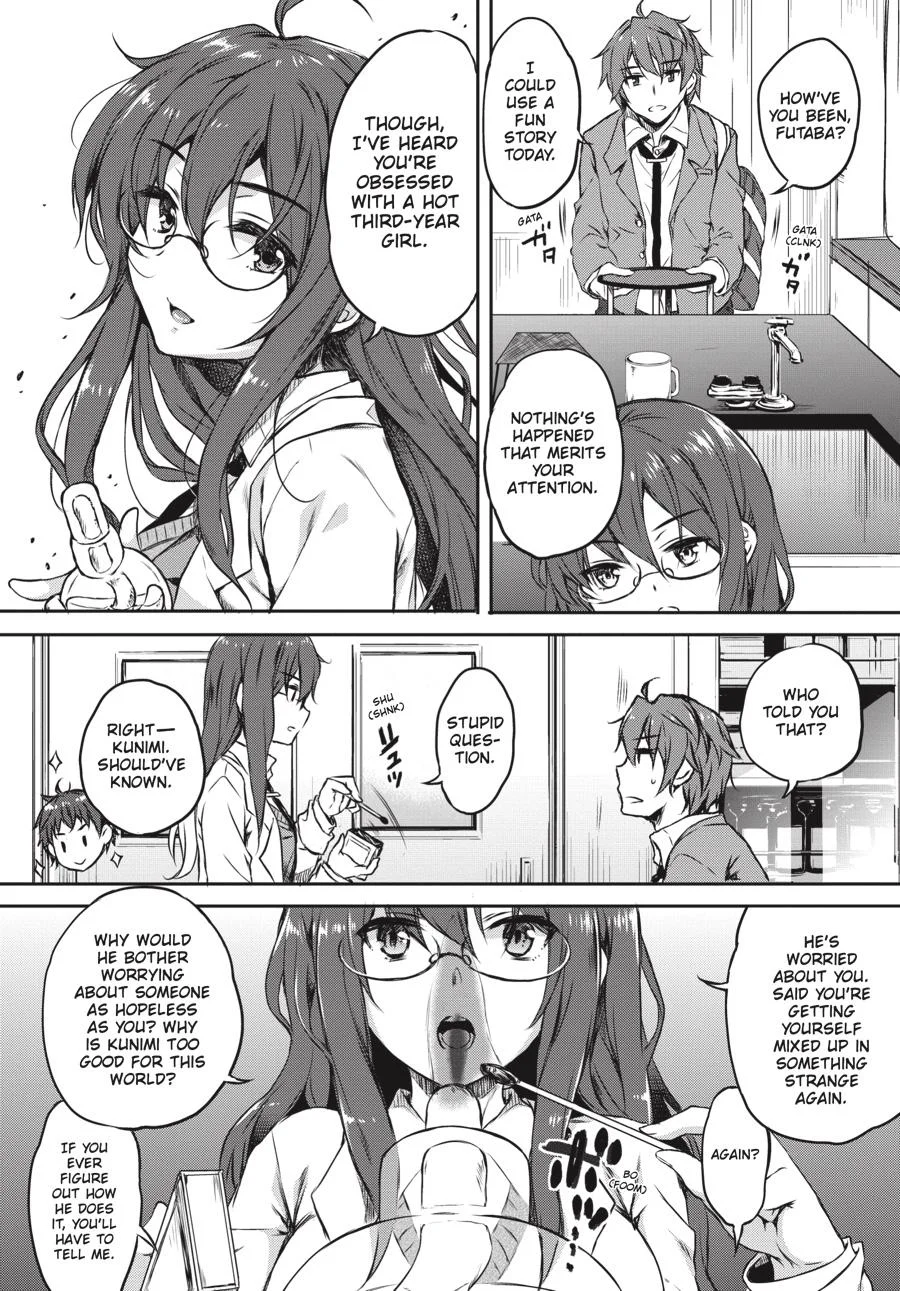 HOW'VE
YOU BEEN,
FUTABA?
I
COULD
USE A
FUN
STORY
TODAY.
GATA
(CLNK)
ガタ
GATA
ガタ
NOTHING'S
HAPPENED
THAT MERITS
YOUR
ATTENTION.
THOUGH,
I'VE HEARD
YOU'RE
OBSESSED
WITH A HOT
THIRD-YEAR
GIRL.
WHO
TOLD YOU
THAT?
STUPID
QUES-
TION.
SHU
(SHNK)
シュッ
RIGHT—
KUNIMI.
SHOULD'VE
KNOWN.
HE'S
WORRIED
ABOUT YOU.
SAID YOU'RE
GETTING
YOURSELF
MIXED UP IN
SOMETHING
STRANGE
AGAIN.
AGAIN?
BO
(FOOM)
ボッ
WHY WOULD
HE BOTHER
WORRYING
ABOUT SOMEONE
AS HOPELESS
AS YOU? WHY
IS KUNIMI TOO
GOOD FOR THIS
WORLD?
IF YOU
EVER
FIGURE
OUT HOW
HE DOES
IT, YOU'LL
HAVE TO
TELL ME.